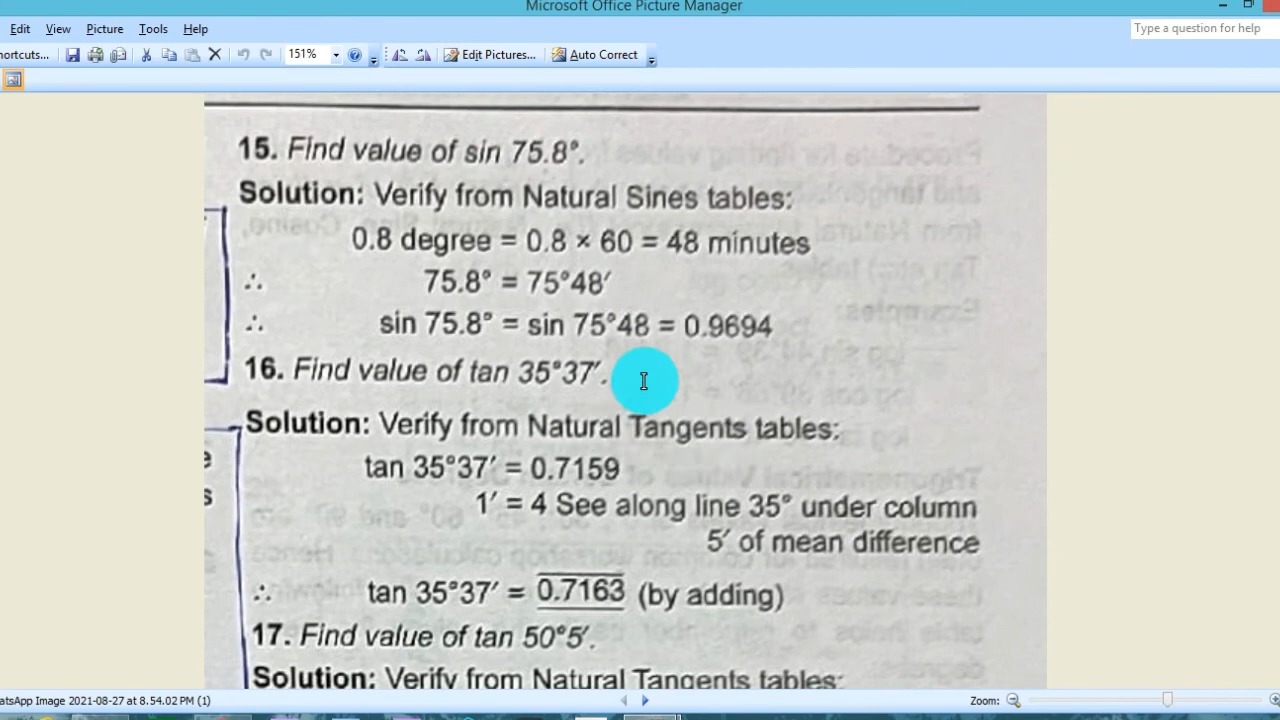 Microsoft Office Picture Manager
Edit View Picture Tools Help
Type a question for help
ortcuts... 151% Edit Pictures... Auto Correct
15. Find value of sin 75.8°.
Solution: Verify from Natural Sines tables:
0.8 degree = 0.8 × 60 = 48 minutes
∴ 75.8° = 75°48′
∴ sin 75.8° = sin 75°48 = 0.9694
16. Find value of tan 35°37′.
Solution: Verify from Natural Tangents tables:
tan 35°37′ = 0.7159
1′ = 4 See along line 35° under column
5′ of mean difference
∴ tan 35°37′ = 0.7163 (by adding)
17. Find value of tan 50°5′.
Solution: Verify from Natural Tangents tables:
atsApp Image 2021-08-27 at 8.54.02 PM (1)
Zoom: